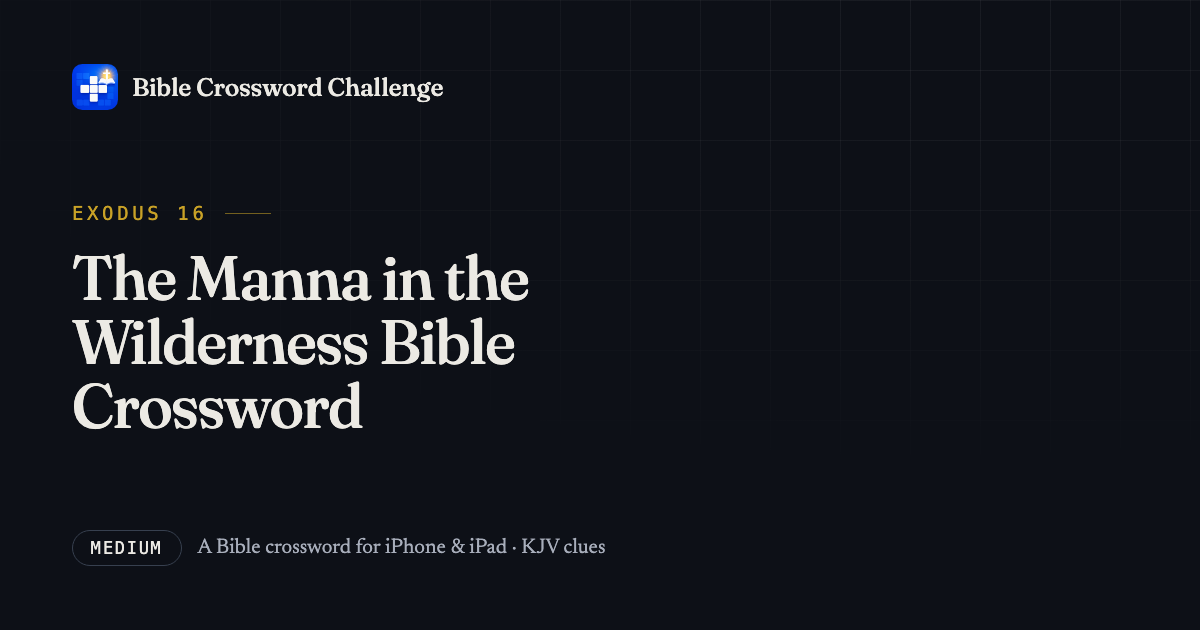 Bible Crossword Challenge
EXODUS 16
The Manna in the
Wilderness Bible
Crossword
MEDIUM
A Bible crossword for iPhone & iPad · KJV clues